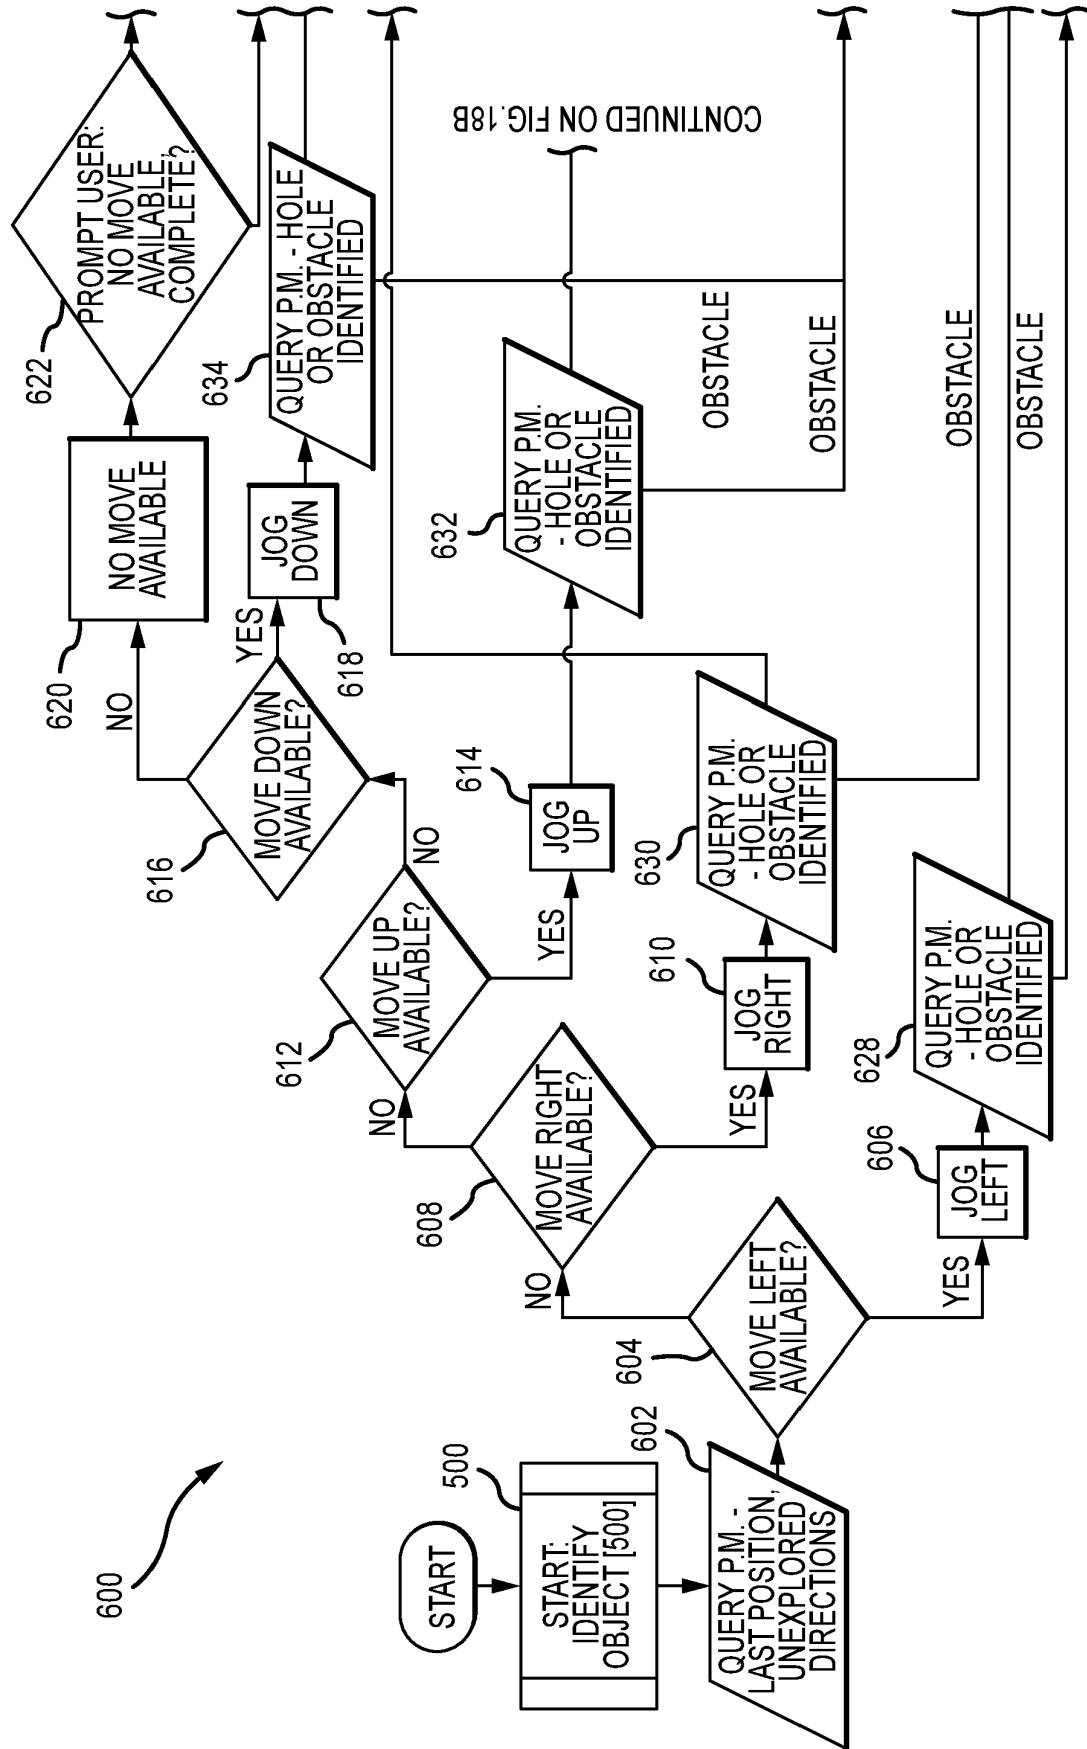 600
START
500
START:
IDENTIFY
OBJECT [500]
602
QUERY P.M. -
LAST POSITION,
UNEXPLORED
DIRECTIONS
604
MOVE LEFT
AVAILABLE?
NO
YES
606
JOG
LEFT
628
QUERY P.M.
- HOLE OR
OBSTACLE
IDENTIFIED
608
MOVE RIGHT
AVAILABLE?
NO
YES
610
JOG
RIGHT
630
QUERY P.M.
- HOLE OR
OBSTACLE
IDENTIFIED
612
MOVE UP
AVAILABLE?
NO
YES
614
JOG
UP
632
QUERY P.M.
- HOLE OR
OBSTACLE
IDENTIFIED
616
MOVE DOWN
AVAILABLE?
NO
YES
618
JOG
DOWN
634
QUERY P.M. - HOLE
OR OBSTACLE
IDENTIFIED
620
NO MOVE
AVAILABLE
622
PROMPT USER:
NO MOVE
AVAILABLE,
COMPLETE?
OBSTACLE
OBSTACLE
OBSTACLE
OBSTACLE
CONTINUED ON FIG.18B